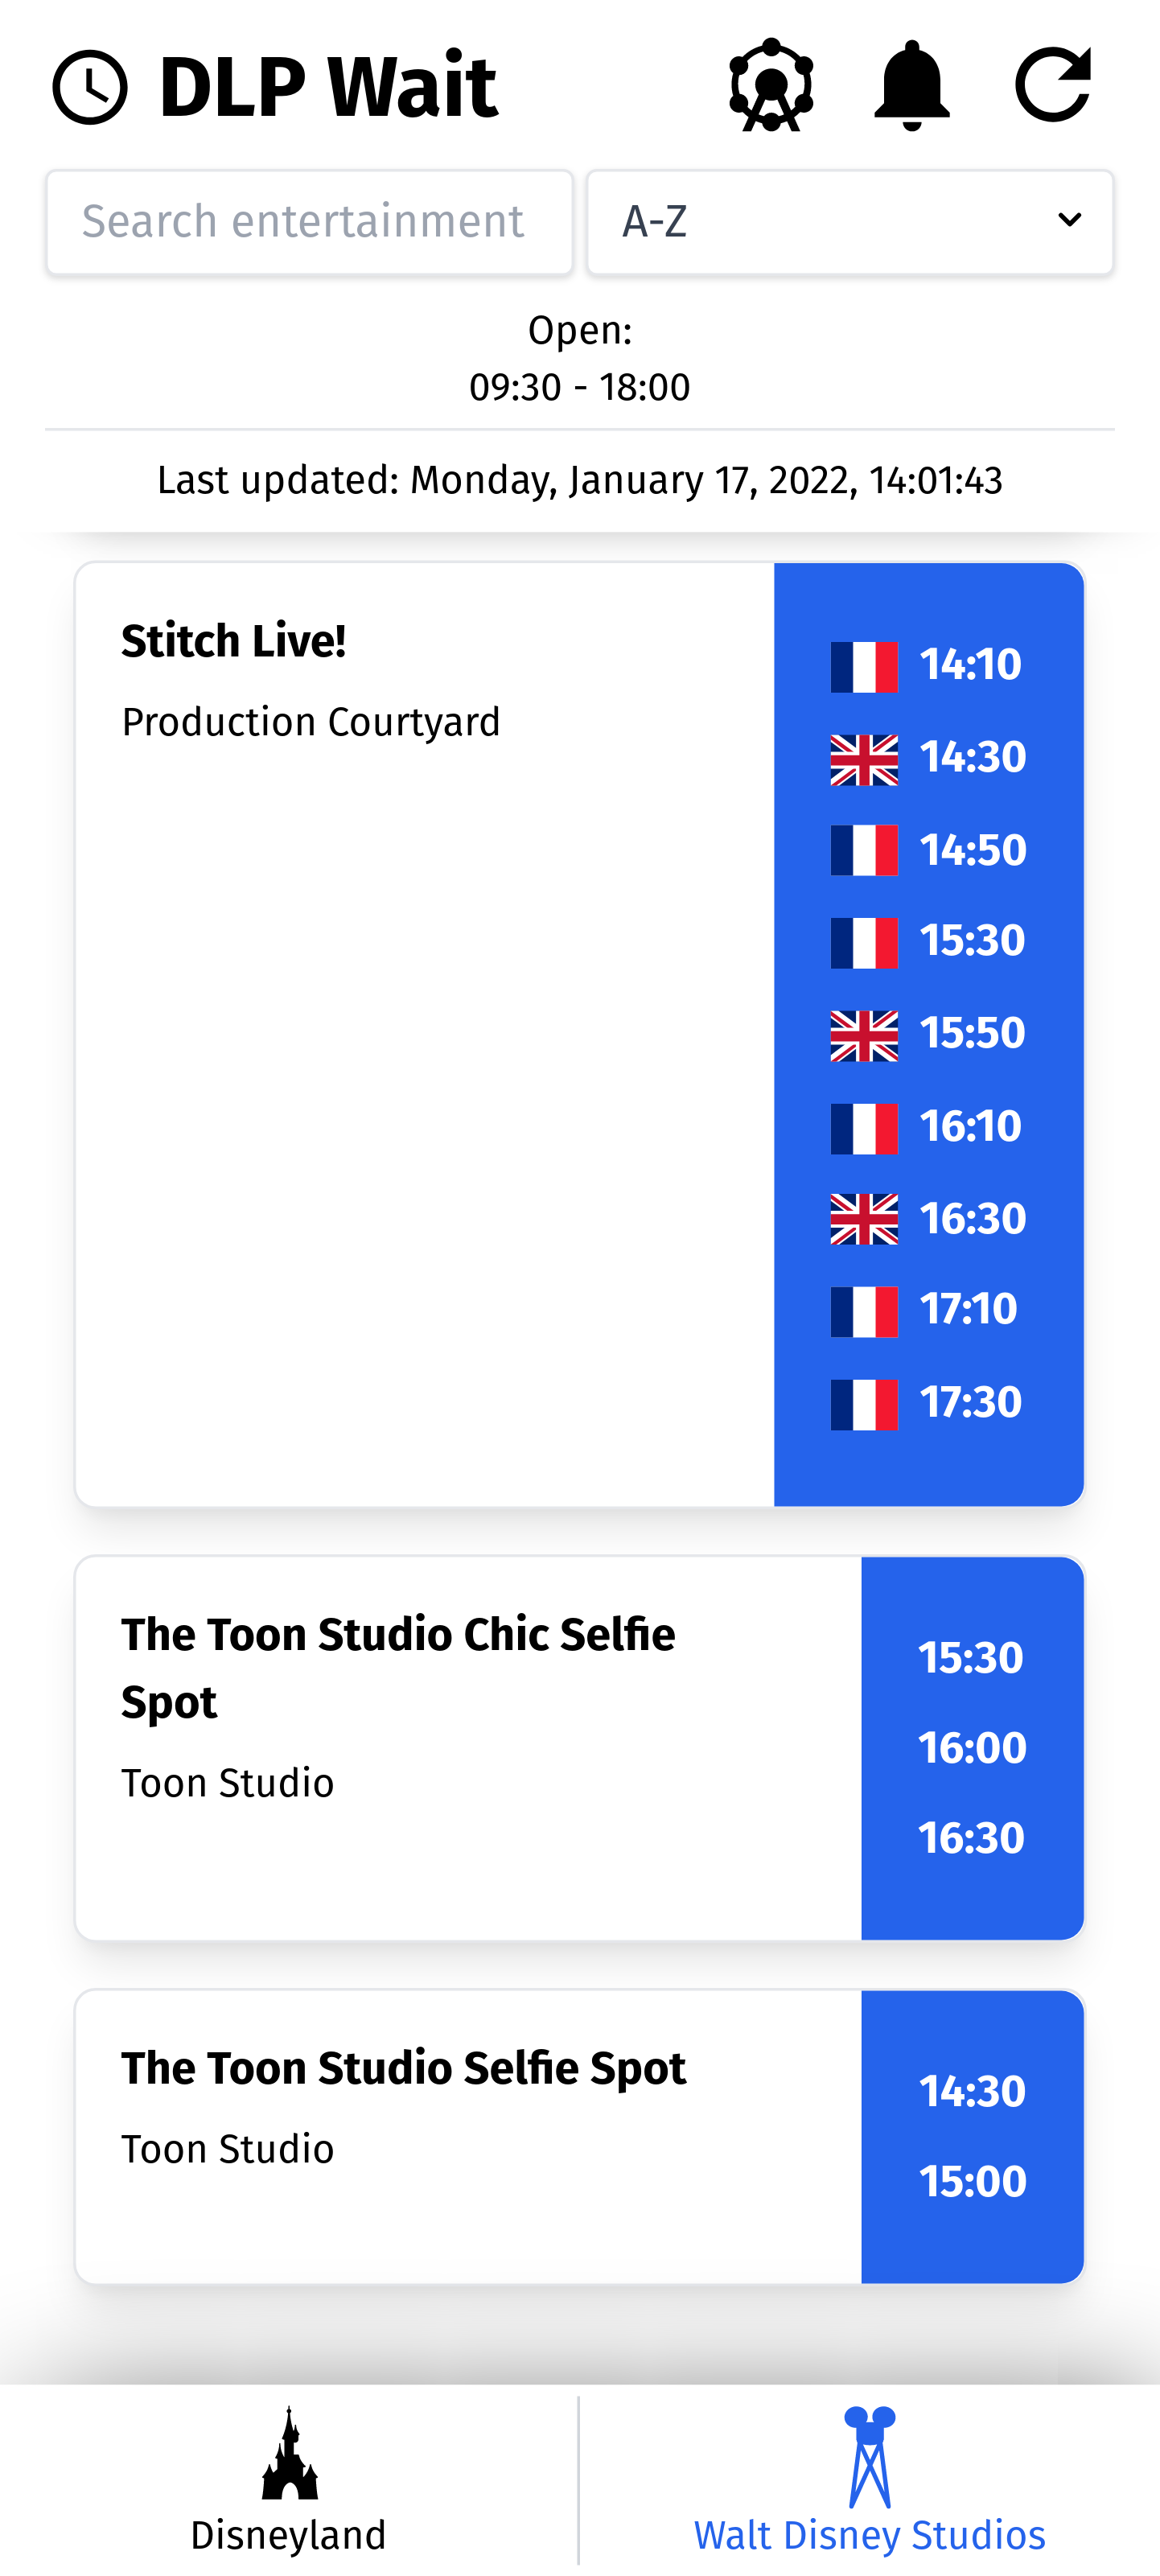 DLP Wait
Search entertainment
A-Z
Open:
09:30 - 18:00
Last updated: Monday, January 17, 2022, 14:01:43
Stitch Live!
Production Courtyard
14:10
14:30
14:50
15:30
15:50
16:10
16:30
17:10
17:30
The Toon Studio Chic Selfie
Spot
Toon Studio
15:30
16:00
16:30
The Toon Studio Selfie Spot
Toon Studio
14:30
15:00
Disneyland
Walt Disney Studios